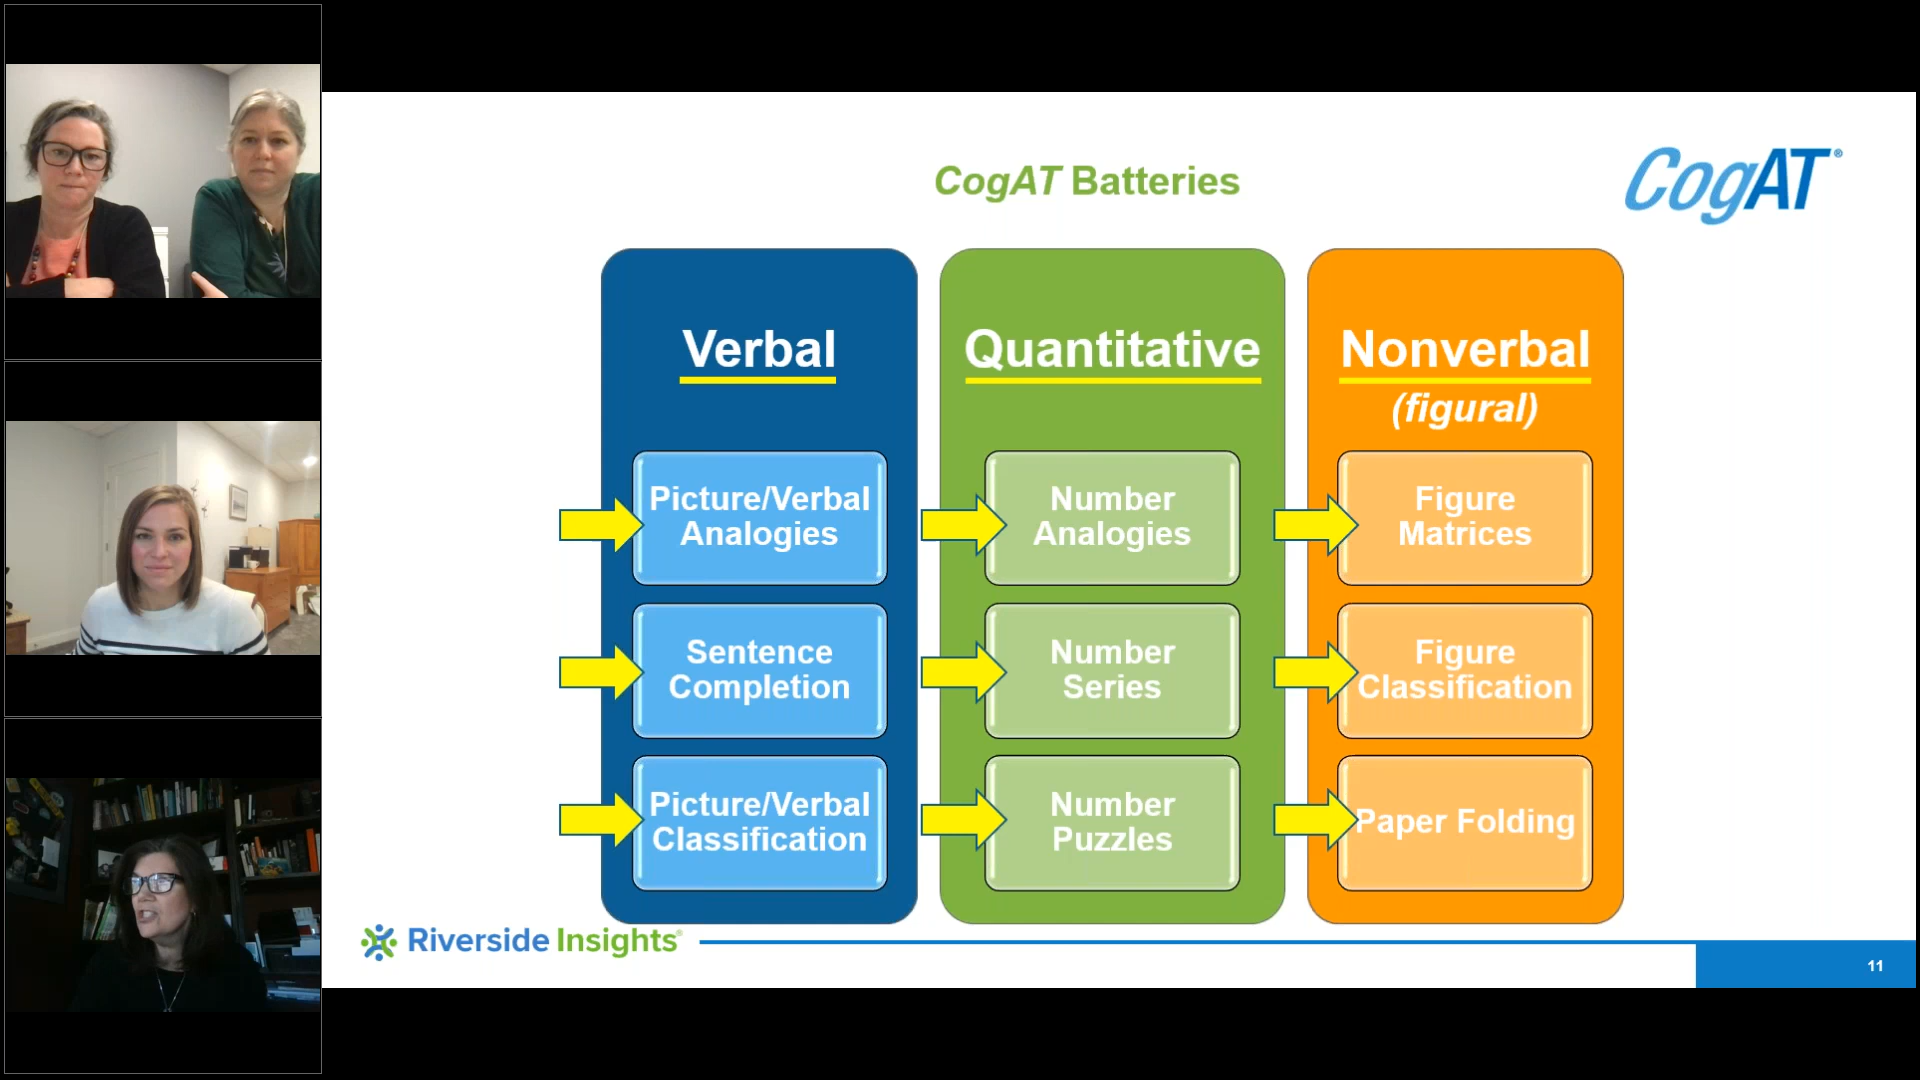 CogAT Batteries
CogAT®
Verbal
Picture/Verbal
Analogies
Sentence
Completion
Picture/Verbal
Classification
Quantitative
Number
Analogies
Number
Series
Number
Puzzles
Nonverbal
(figural)
Figure
Matrices
Figure
Classification
Paper Folding
Riverside Insights®
11